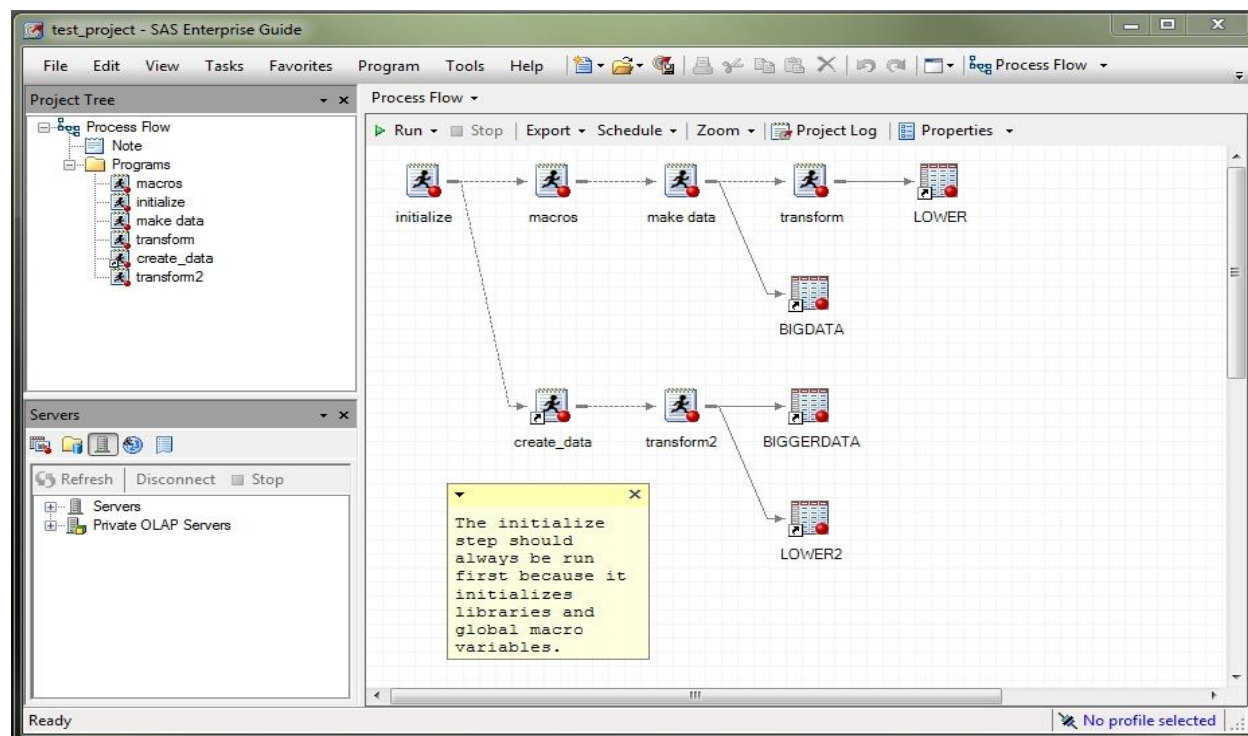 test_project - SAS Enterprise Guide
File Edit View Tasks Favorites Program Tools Help Process Flow
Project Tree
Process Flow
Note
Programs
macros
initialize
make data
transform
create_data
transform2
Servers
Refresh Disconnect Stop
Servers
Private OLAP Servers
Process Flow
Run Stop Export Schedule Zoom Project Log Properties
initialize macros make data transform LOWER
BIGDATA
create_data transform2 BIGGERDATA
LOWER2
The initialize
step should
always be run
first because it
initializes
libraries and
global macro
variables.
Ready No profile selected